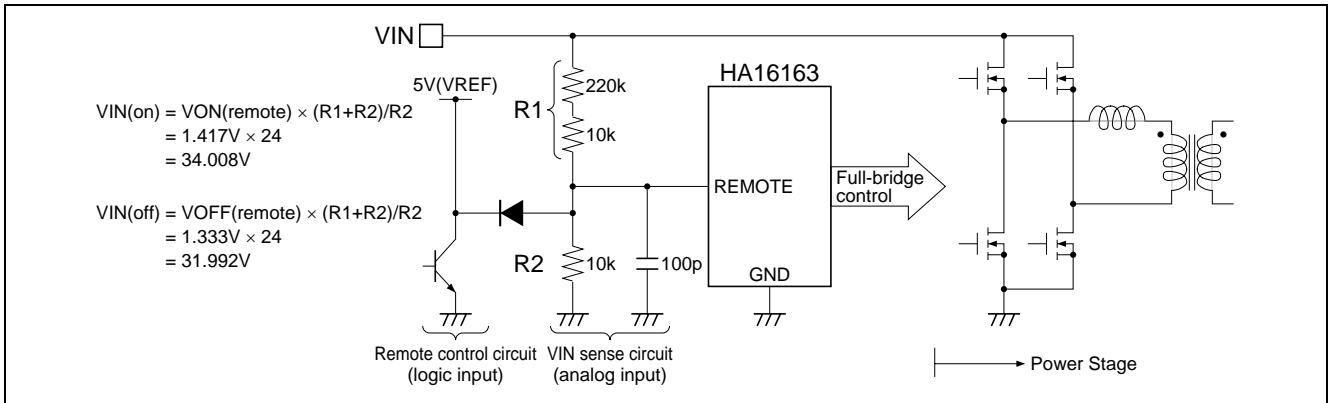 VIN
HA16163
5V(VREF)
220k
R1
10k
VIN(on) = VON(remote) × (R1+R2)/R2
= 1.417V × 24
= 34.008V
REMOTE
Full-bridge
control
VIN(off) = VOFF(remote) × (R1+R2)/R2
= 1.333V × 24
= 31.992V
R2
10k
100p
GND
Remote control circuit
(logic input)
VIN sense circuit
(analog input)
Power Stage